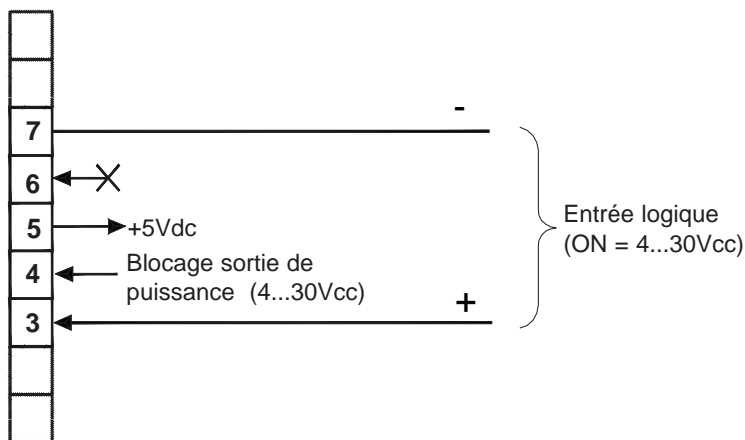 7
-
6
5
+5Vdc
4
Blocage sortie de
puissance (4...30Vcc)
3
+
Entrée logique
(ON = 4...30Vcc)